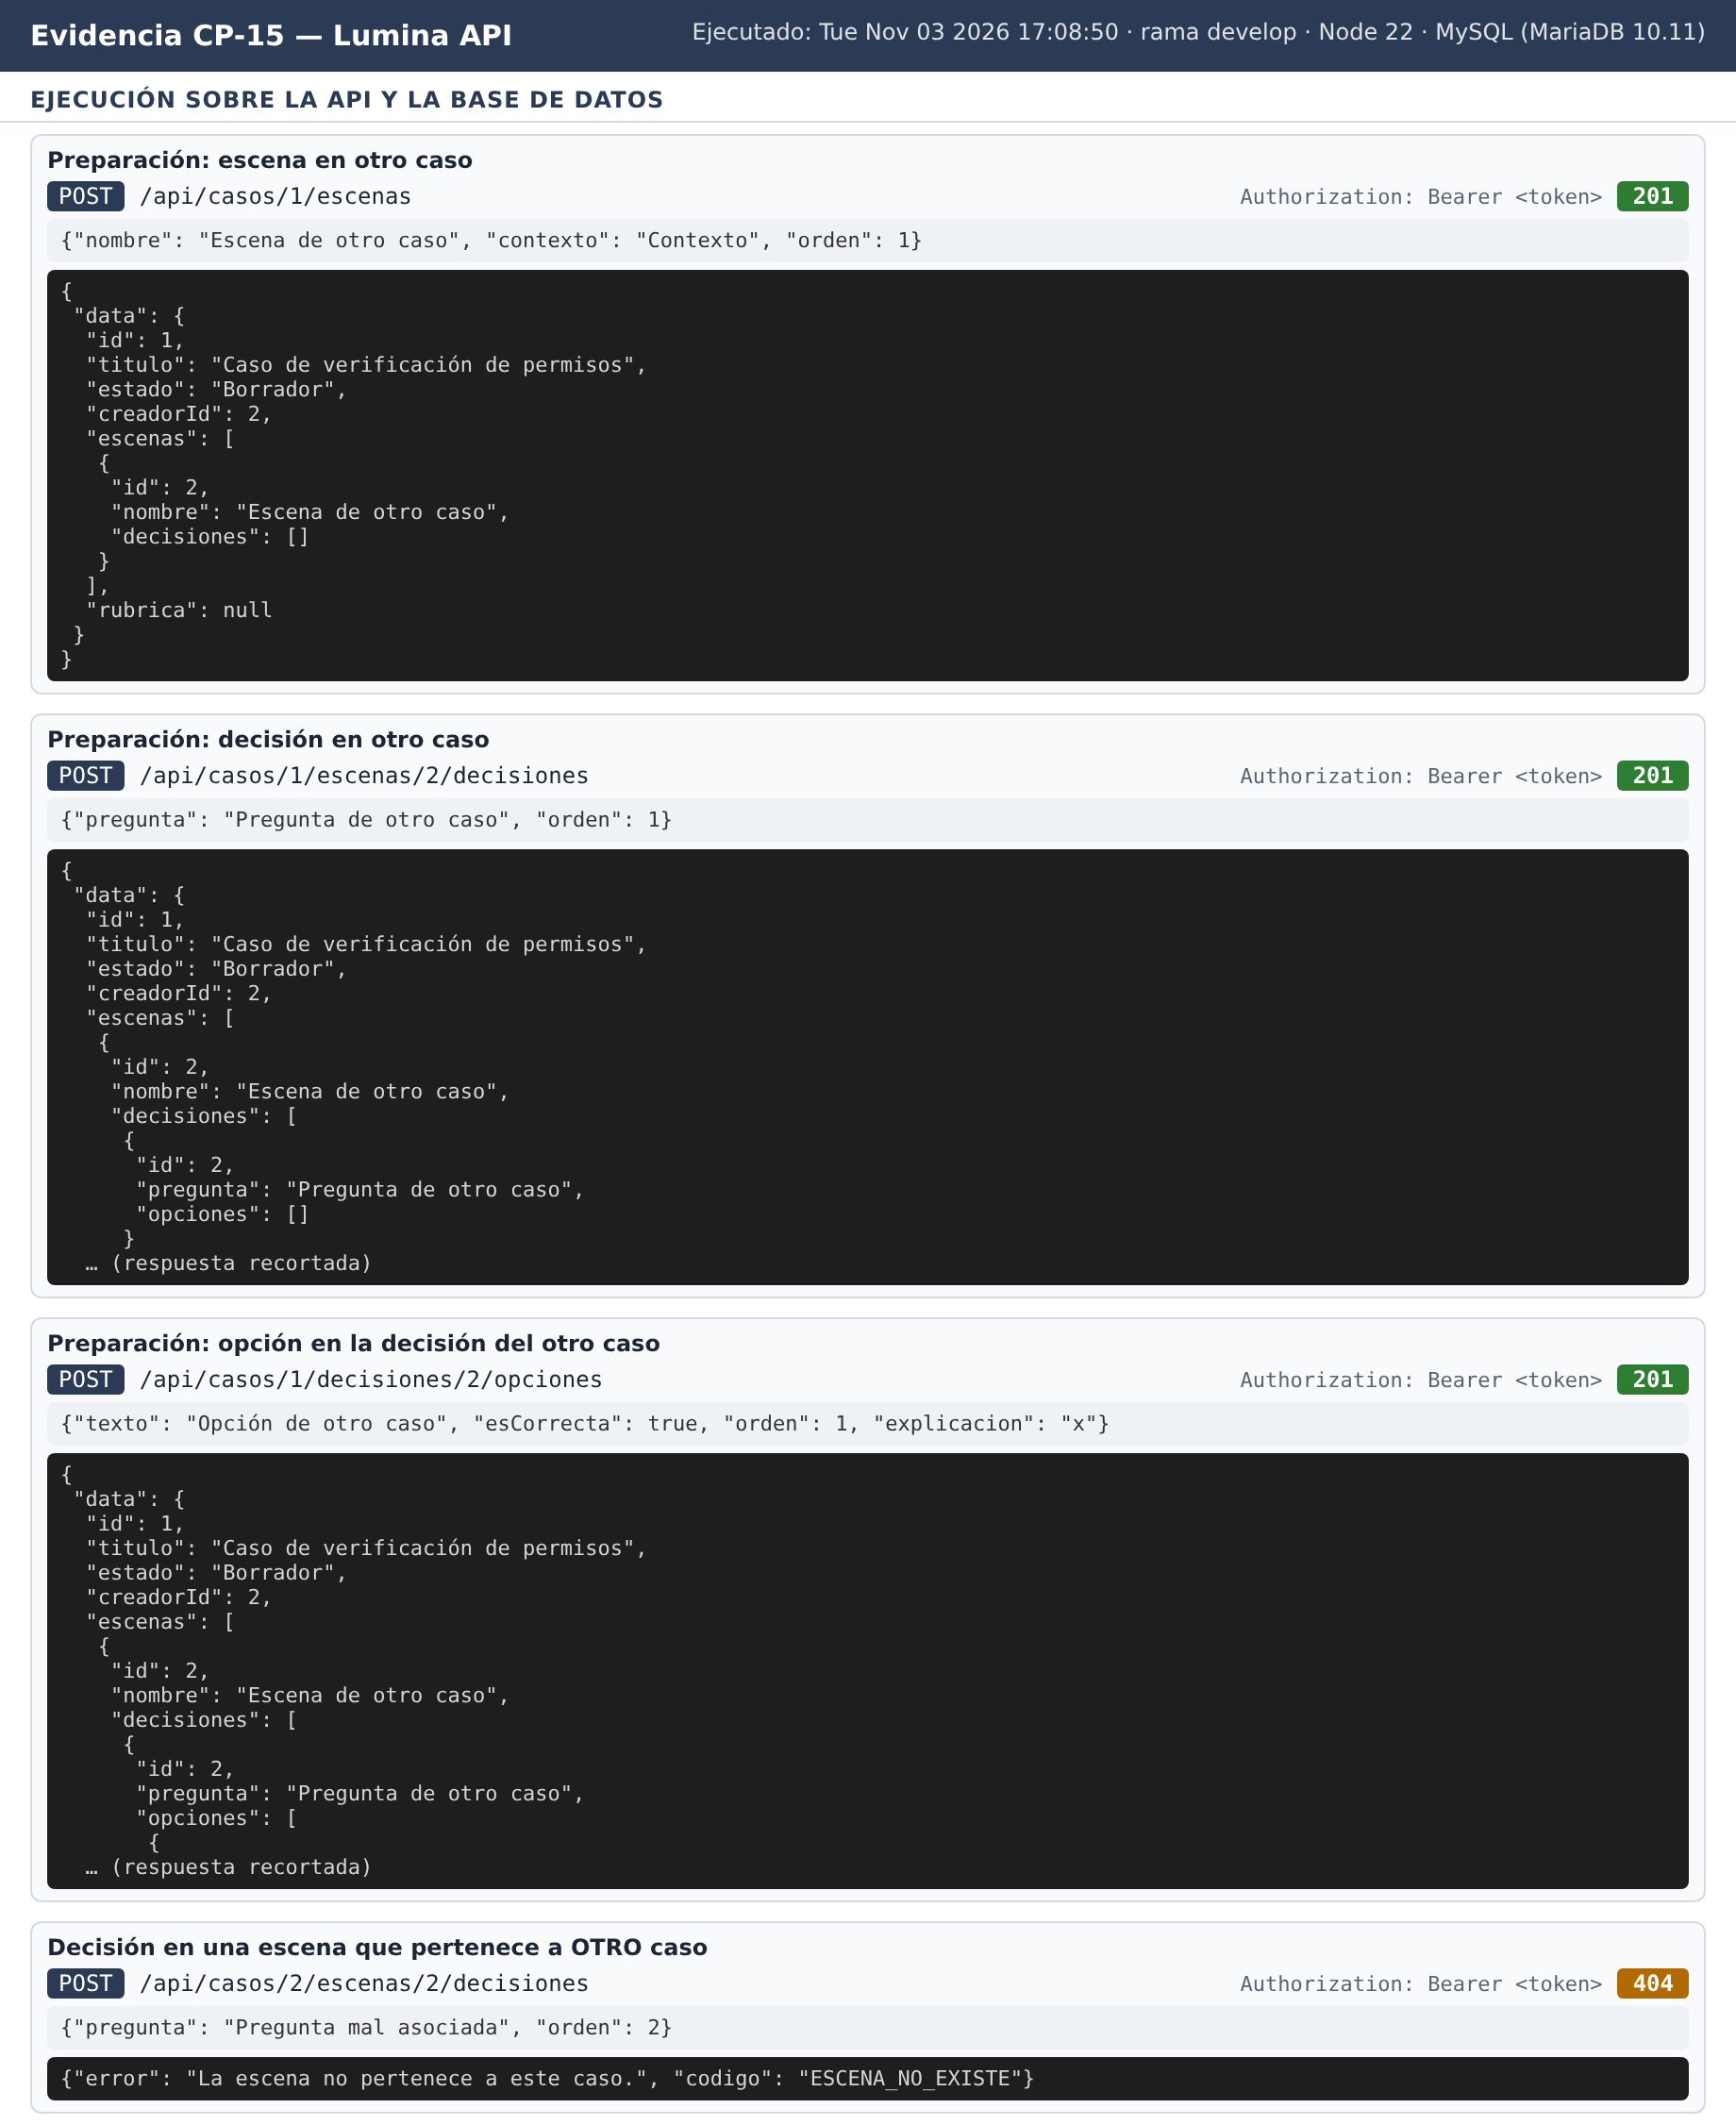 Evidencia CP-15 — Lumina API
Ejecutado: Tue Nov 03 2026 17:08:50 · rama develop · Node 22 · MySQL (MariaDB 10.11)
EJECUCIÓN SOBRE LA API Y LA BASE DE DATOS
Preparación: escena en otro caso
POST /api/casos/1/escenas Authorization: Bearer <token> 201
{"nombre": "Escena de otro caso", "contexto": "Contexto", "orden": 1}
{
 "data": {
  "id": 1,
  "titulo": "Caso de verificación de permisos",
  "estado": "Borrador",
  "creadorId": 2,
  "escenas": [
   {
    "id": 2,
    "nombre": "Escena de otro caso",
    "decisiones": []
   }
  ],
  "rubrica": null
 }
}
Preparación: decisión en otro caso
POST /api/casos/1/escenas/2/decisiones Authorization: Bearer <token> 201
{"pregunta": "Pregunta de otro caso", "orden": 1}
{
 "data": {
  "id": 1,
  "titulo": "Caso de verificación de permisos",
  "estado": "Borrador",
  "creadorId": 2,
  "escenas": [
   {
    "id": 2,
    "nombre": "Escena de otro caso",
    "decisiones": [
     {
      "id": 2,
      "pregunta": "Pregunta de otro caso",
      "opciones": []
     }
  … (respuesta recortada)
Preparación: opción en la decisión del otro caso
POST /api/casos/1/decisiones/2/opciones Authorization: Bearer <token> 201
{"texto": "Opción de otro caso", "esCorrecta": true, "orden": 1, "explicacion": "x"}
{
 "data": {
  "id": 1,
  "titulo": "Caso de verificación de permisos",
  "estado": "Borrador",
  "creadorId": 2,
  "escenas": [
   {
    "id": 2,
    "nombre": "Escena de otro caso",
    "decisiones": [
     {
      "id": 2,
      "pregunta": "Pregunta de otro caso",
      "opciones": [
       {
  … (respuesta recortada)
Decisión en una escena que pertenece a OTRO caso
POST /api/casos/2/escenas/2/decisiones Authorization: Bearer <token> 404
{"pregunta": "Pregunta mal asociada", "orden": 2}
{"error": "La escena no pertenece a este caso.", "codigo": "ESCENA_NO_EXISTE"}